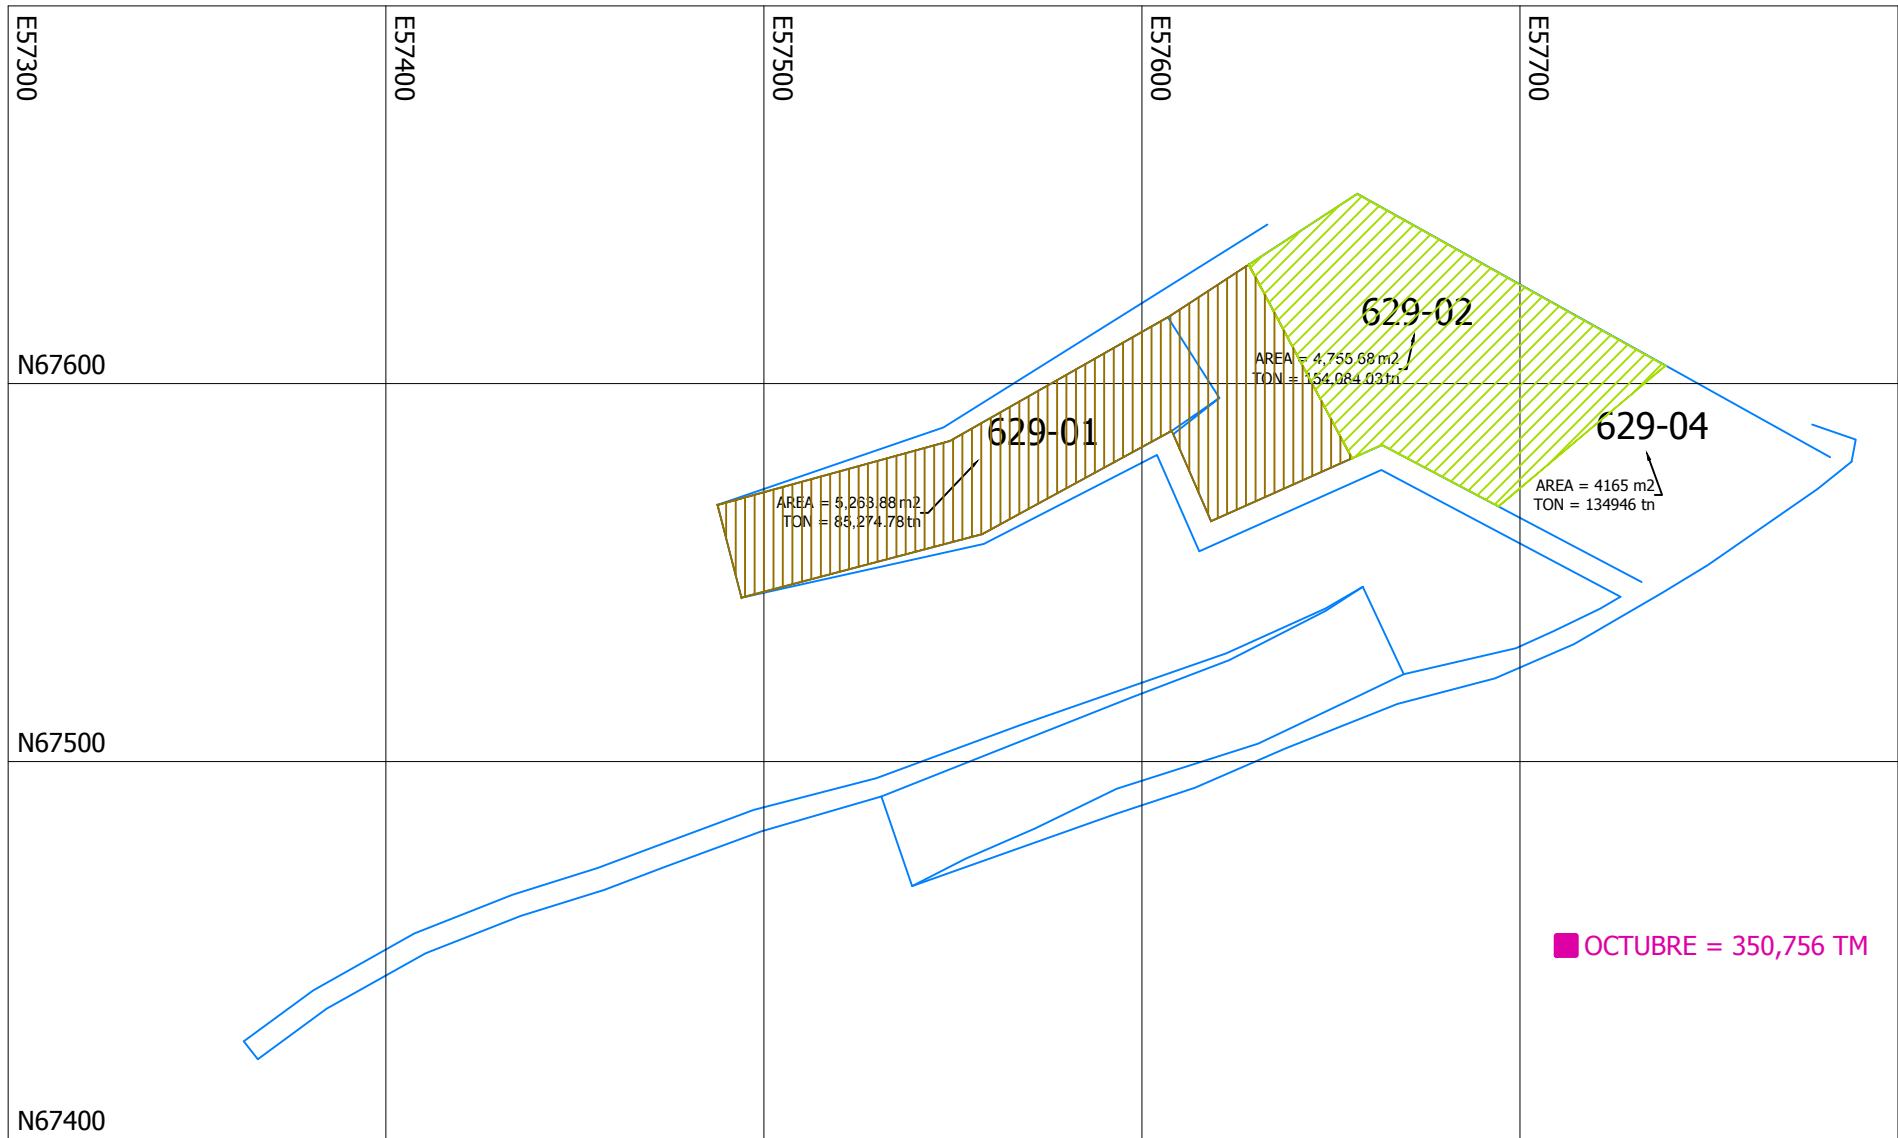 E57300
E57400
E57500
E57600
E57700
N67600
N67500
N67400
629-02
AREA = 4,755.68 m2
TON = 154,084.03 tn
629-01
AREA = 5,263.88 m2
TON = 85,274.78 tn
629-04
AREA = 4165 m2
TON = 134946 tn
OCTUBRE = 350,756 TM